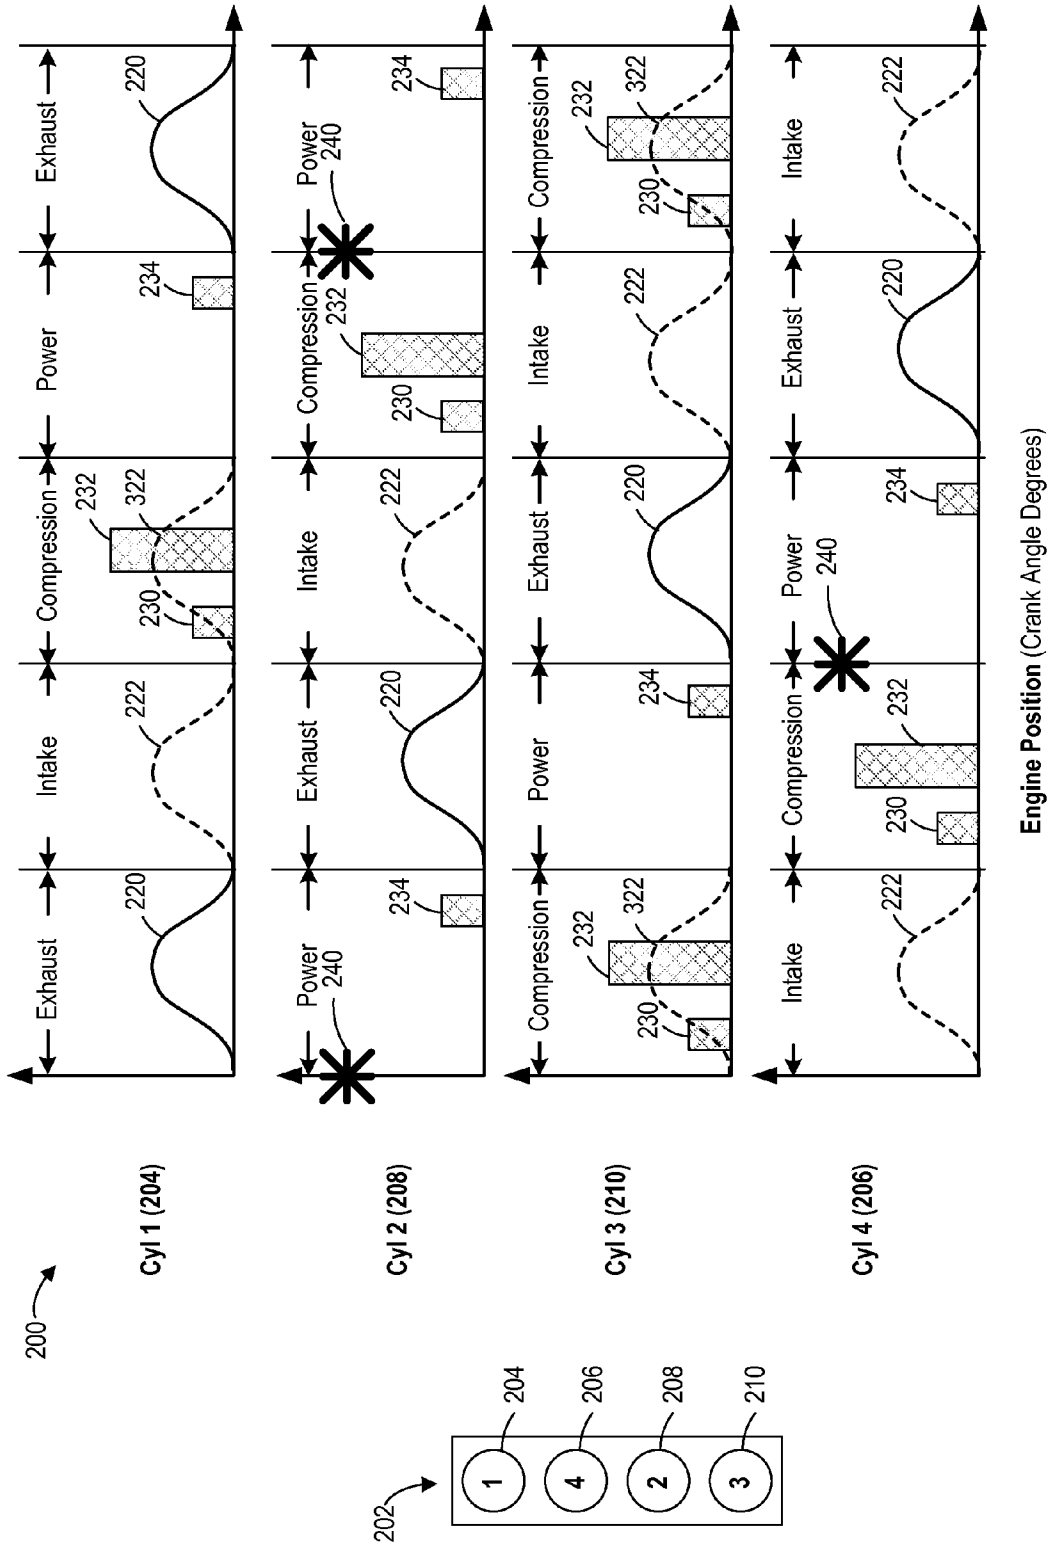 200
202
1
4
2
3
204
206
208
210
Cyl 1 (204)
Exhaust Intake Compression Power Exhaust
232
220 222 322 220
230 234
Cyl 2 (208)
Power Exhaust Intake Compression Power
240 232 240
234 220 222 230 234
Cyl 3 (210)
Compression Power Exhaust Intake Compression
232 232
322 220 222 322
230 234 230
Cyl 4 (206)
Intake Compression Power Exhaust Intake
240
222 230 232 234 220 222
Engine Position (Crank Angle Degrees)